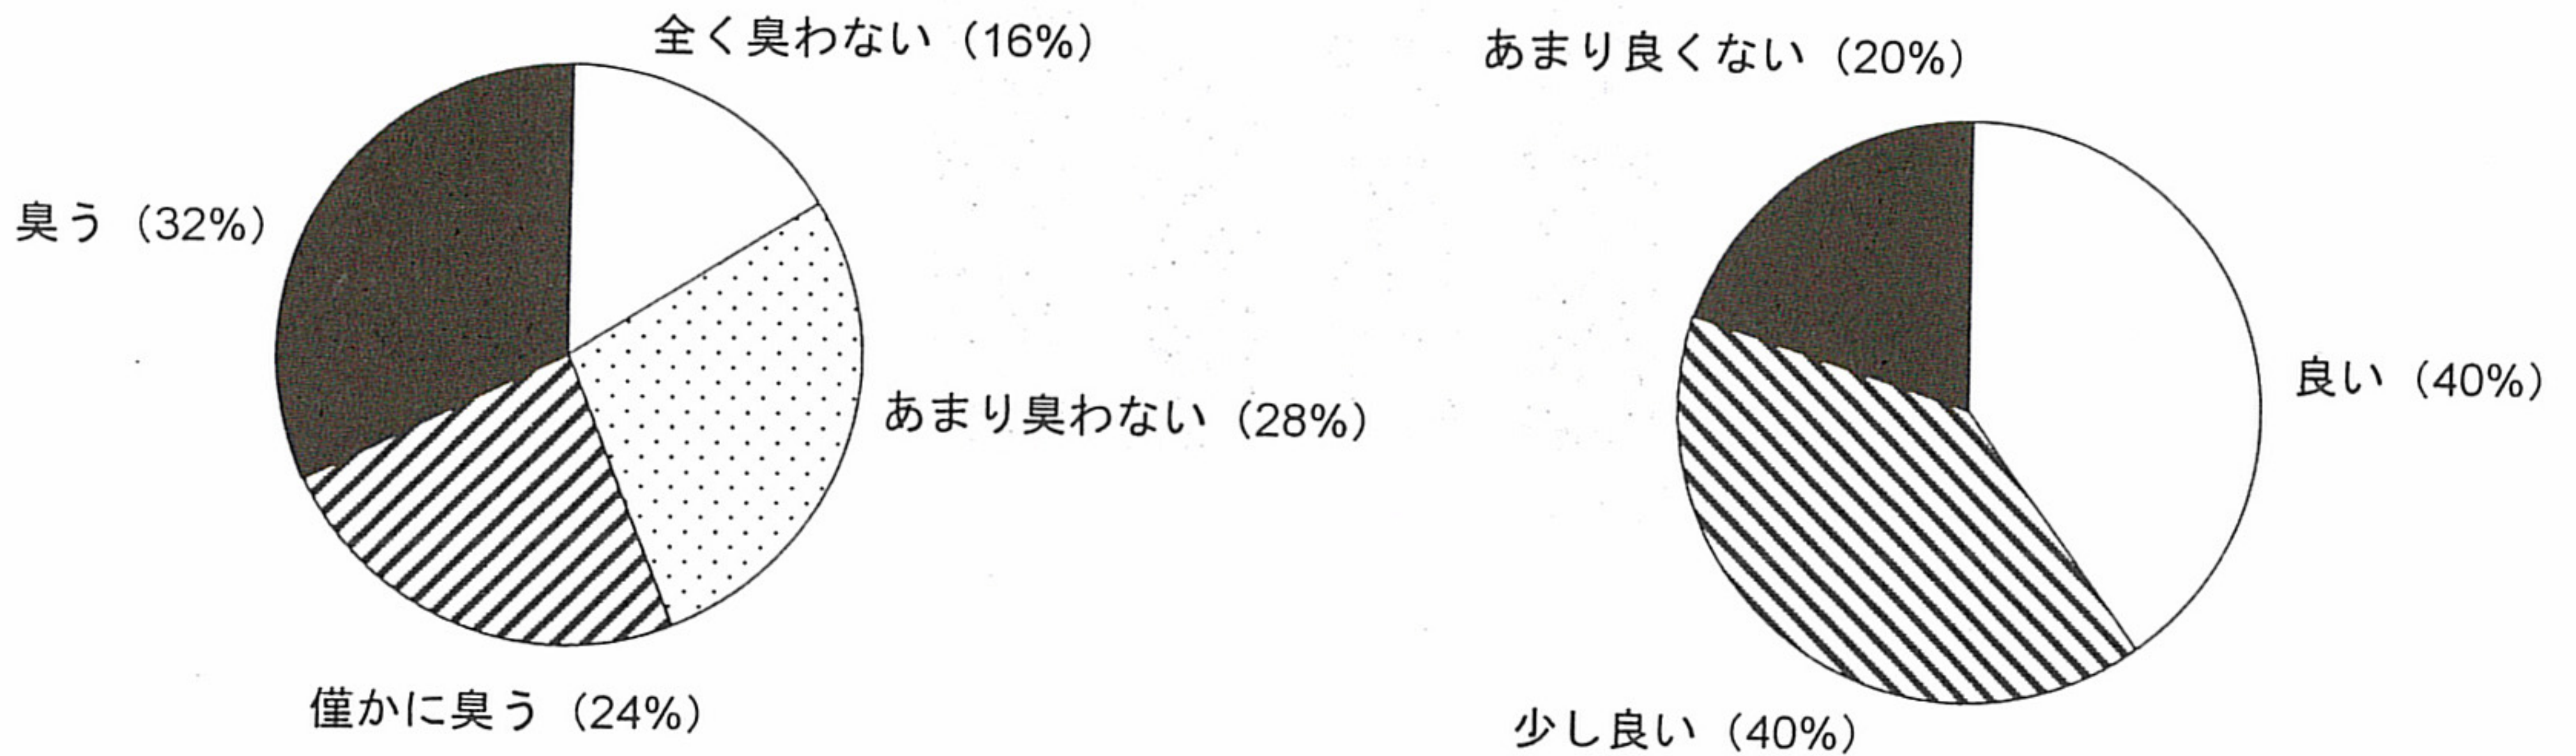 全く臭わない（16%）
臭う（32%）
あまり臭わない（28%）
僅かに臭う（24%）
あまり良くない（20%）
良い（40%）
少し良い（40%）